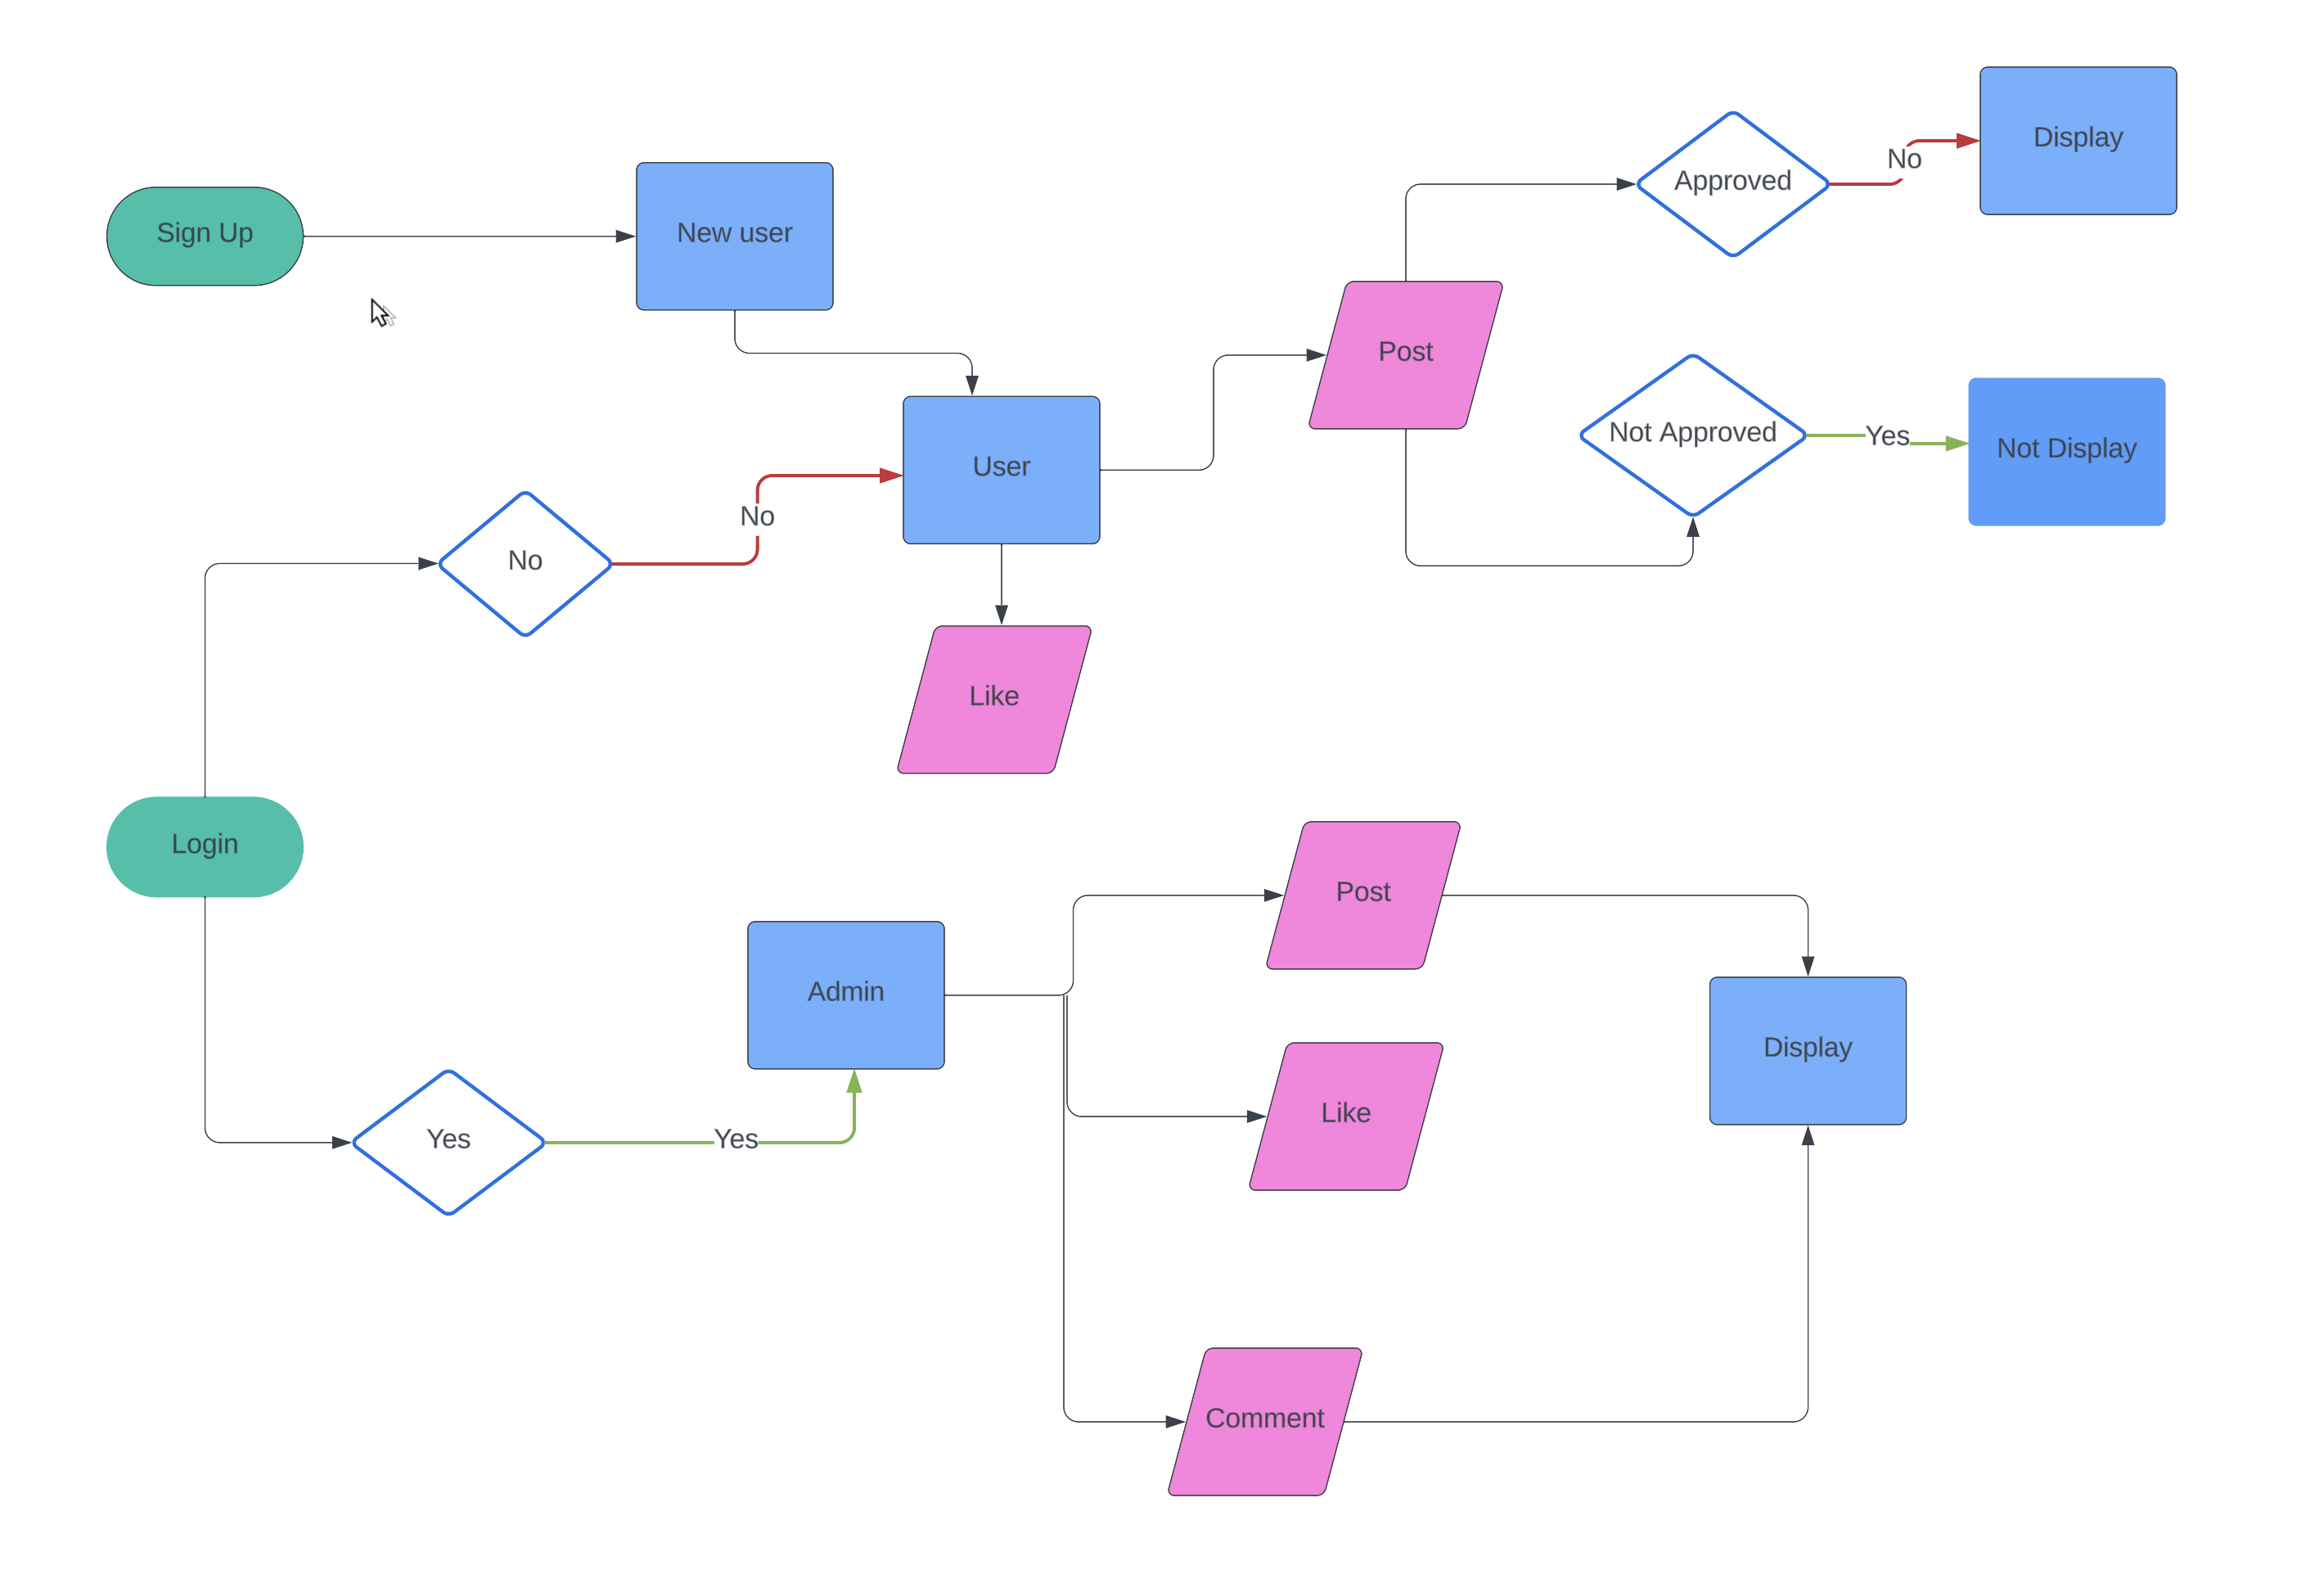 Sign Up
New user
User
No
No
Like
Post
Approved
No
Display
Not Approved
Yes
Not Display
Login
Yes
Yes
Admin
Post
Like
Comment
Display